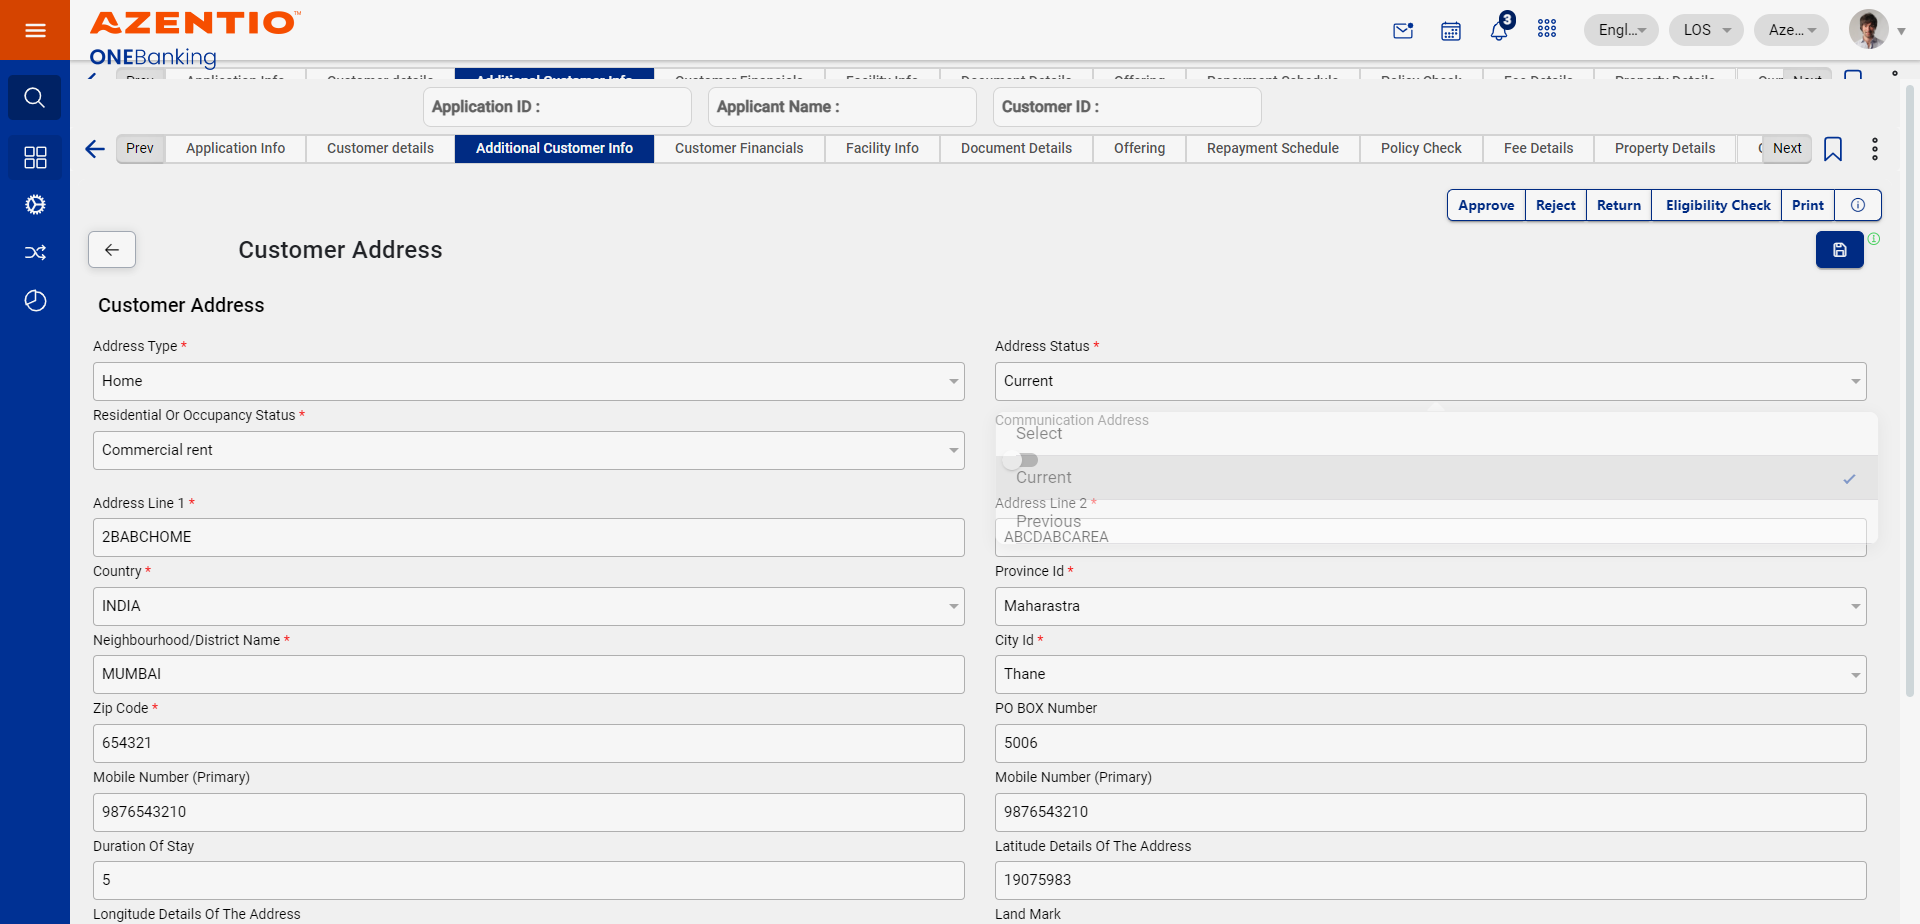 AZENTIO™
ONEBanking
3
Engl...
LOS
Aze...
Application ID :
Applicant Name :
Customer ID :
Prev
Application Info
Customer details
Additional Customer Info
Customer Financials
Facility Info
Document Details
Offering
Repayment Schedule
Policy Check
Fee Details
Property Details
Next
Approve
Reject
Return
Eligibility Check
Print
Customer Address
Customer Address
Address Type *
Address Status *
Home
Current
Residential Or Occupancy Status *
Communication Address
Select
Commercial rent
Current
Address Line 1 *
Address Line 2 *
Previous
2BABCHOME
ABCDABCAREA
Country *
Province Id *
INDIA
Maharastra
Neighbourhood/District Name *
City Id *
MUMBAI
Thane
Zip Code *
PO BOX Number
654321
5006
Mobile Number (Primary)
Mobile Number (Primary)
9876543210
9876543210
Duration Of Stay
Latitude Details Of The Address
5
19075983
Longitude Details Of The Address
Land Mark